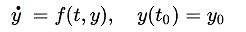 ẏ = f(t, y),    y(t₀) = y₀